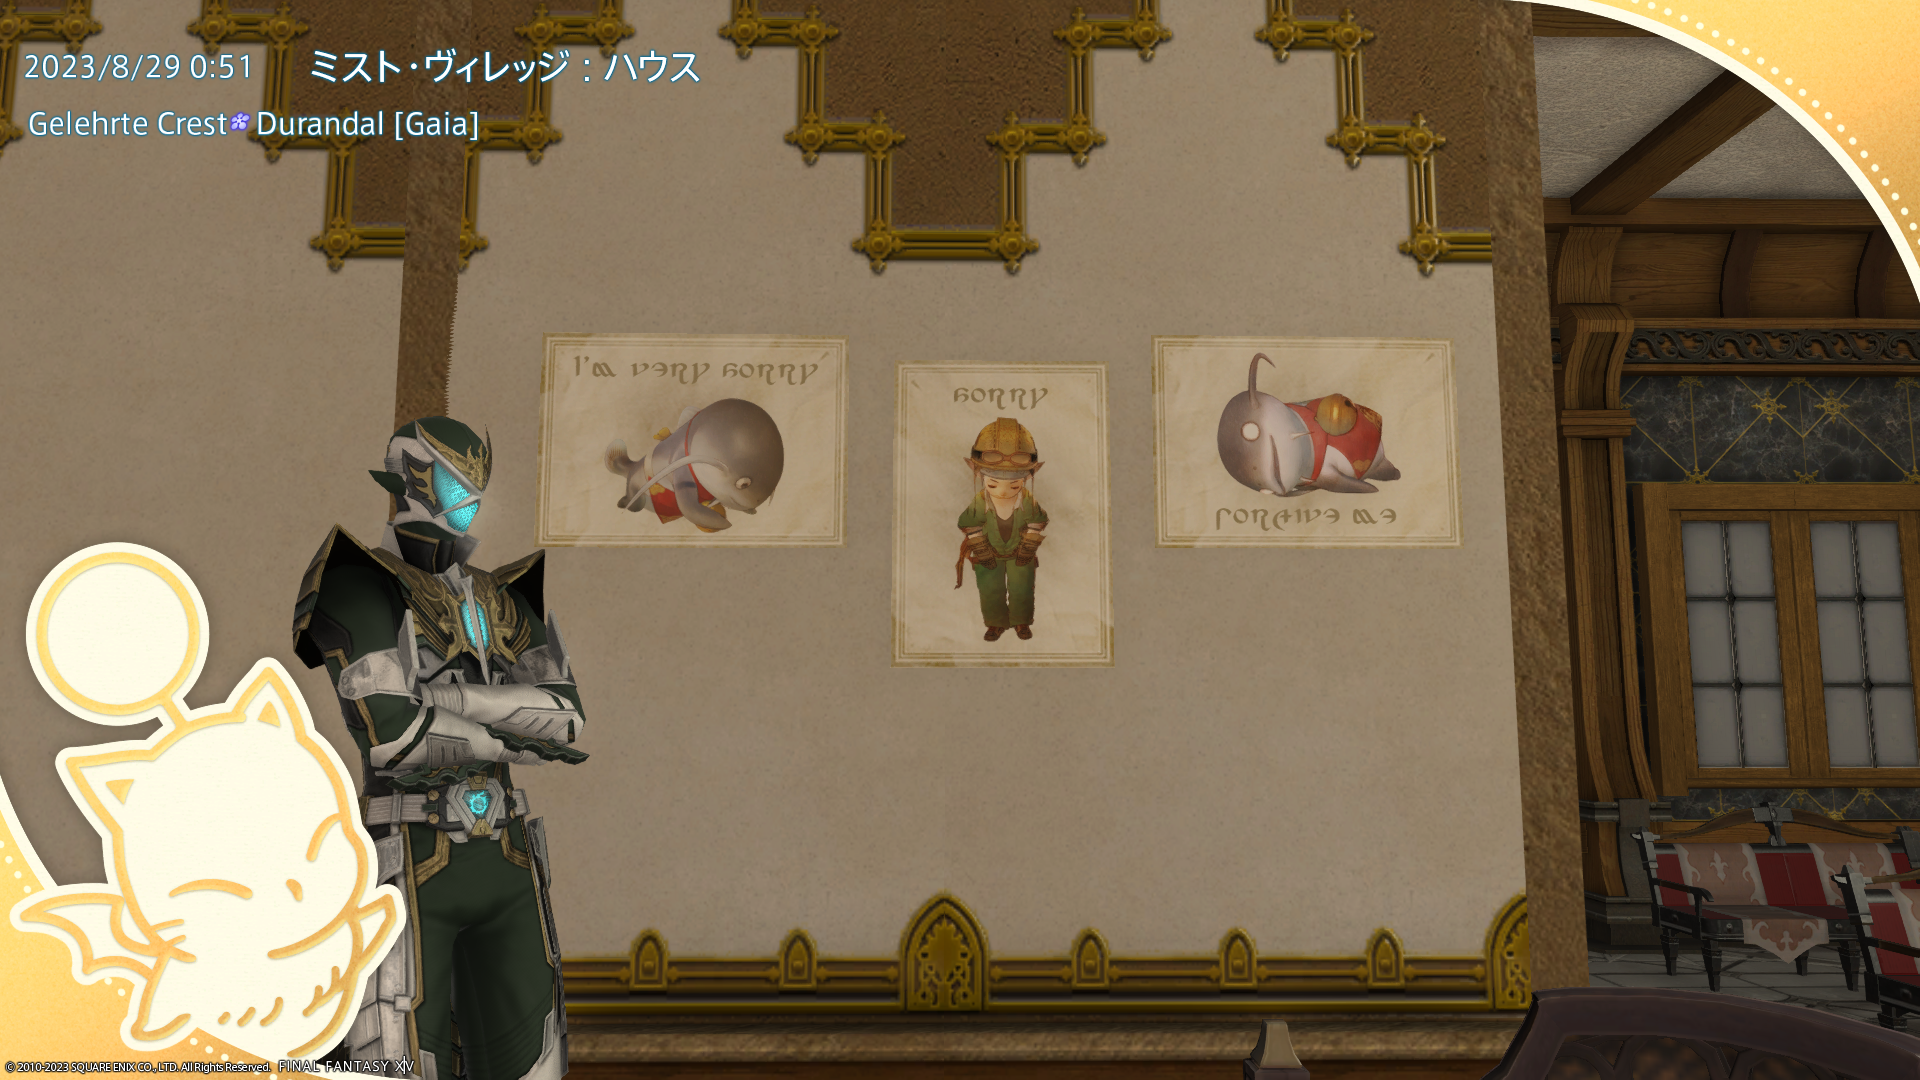 2023/8/29 0:51 ミスト・ヴィレッジ：ハウス
Gelehrte Crest Durandal [Gaia]
I'm very sorry
sorry
forgive me
© 2010-2023 SQUARE ENIX CO., LTD. All Rights Reserved. FINAL FANTASY XIV